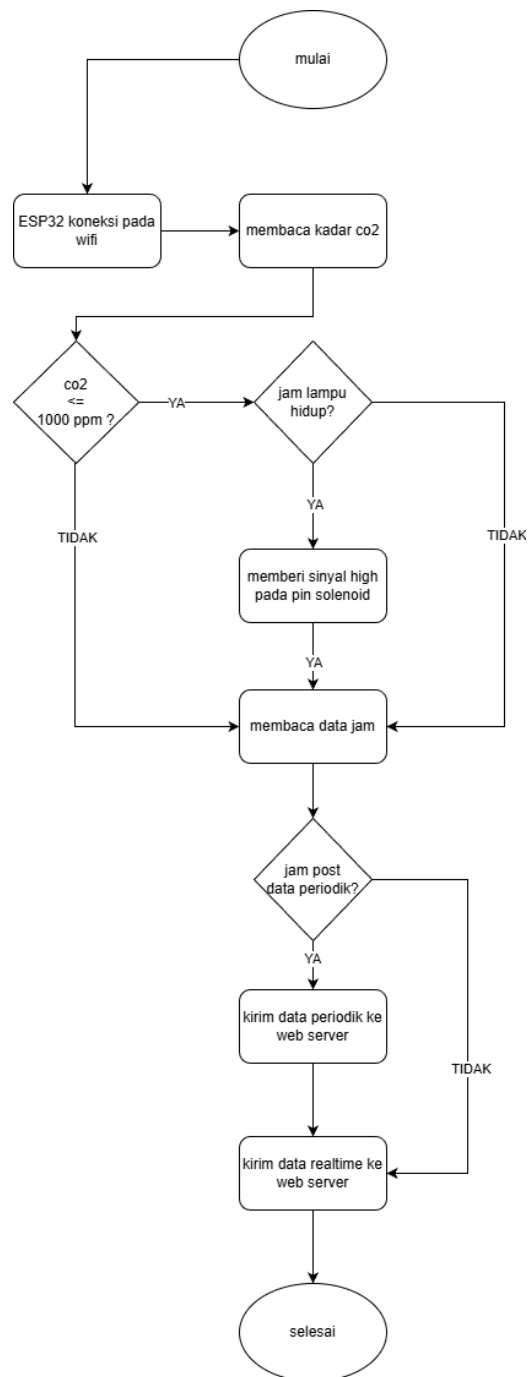 mulai
ESP32 koneksi pada
wifi
membaca kadar co2
co2
<=
1000 ppm ?
YA
jam lampu
hidup?
YA
TIDAK
TIDAK
memberi sinyal high
pada pin solenoid
YA
membaca data jam
jam post
data periodik?
YA
kirim data periodik ke
web server
TIDAK
kirim data realtime ke
web server
selesai